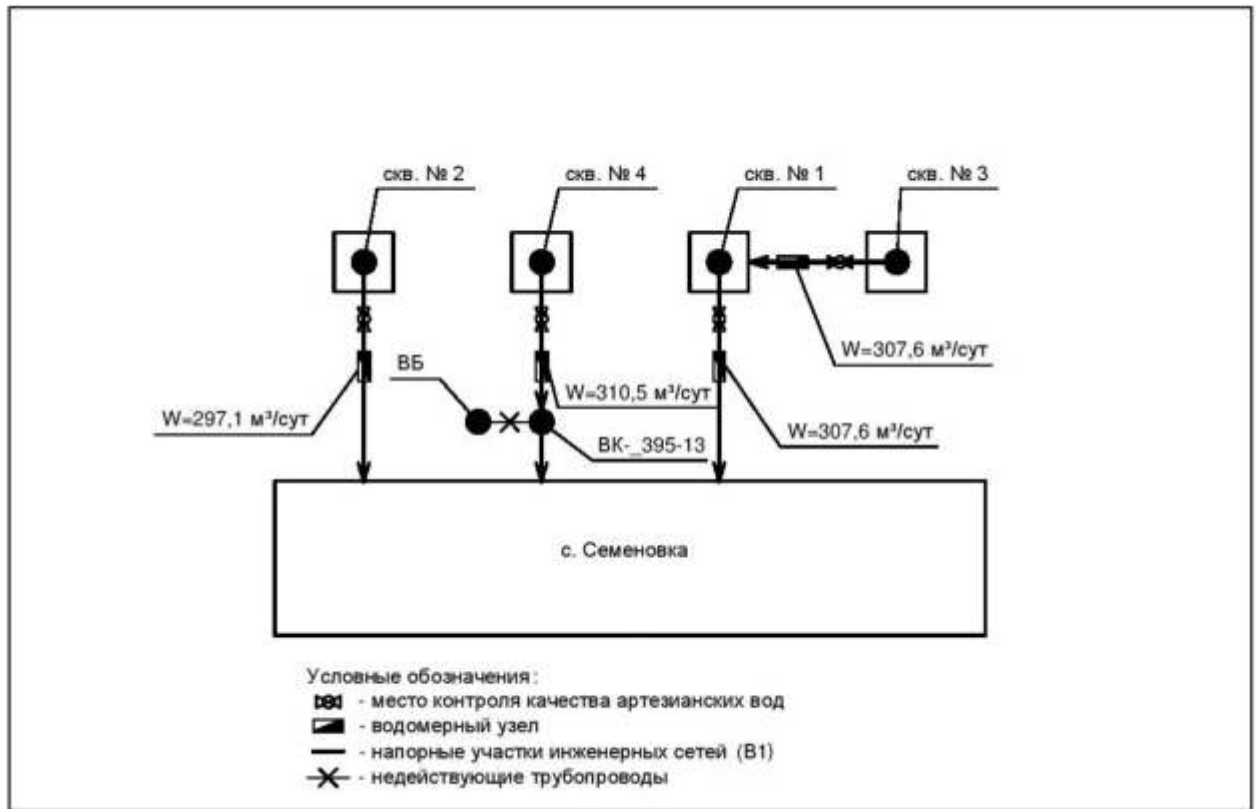 скв. № 2
скв. № 4
скв. № 1
скв. № 3
W=307,6 м³/сут
ВБ
W=310,5 м³/сут
W=297,1 м³/сут
W=307,6 м³/сут
ВК-_395-13
с. Семеновка
Условные обозначения:
- место контроля качества артезианских вод
- водомерный узел
- напорные участки инженерных сетей (В1)
- недействующие трубопроводы